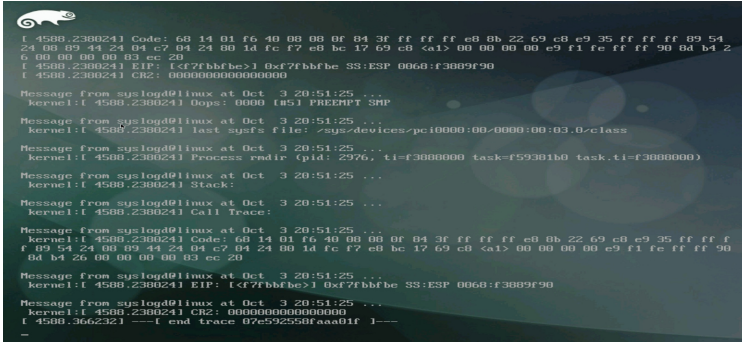 [ 4588.238024] Code: 68 14 01 f6 40 08 08 0f 84 3f ff ff ff e8 8b 22 69 c8 e9 35 ff ff ff 89 54
24 08 89 44 24 04 c7 04 24 80 1d fc f7 e8 bc 17 69 c8 <a1> 00 00 00 00 e9 f1 fe ff ff 90 8d b4 2
6 00 00 00 00 83 ec 20
[ 4588.238024] EIP: [<f7fbbfbe>] 0xf7fbbfbe SS:ESP 0068:f3809f90
[ 4588.238024] CR2: 0000000000000000
Message from syslogd@linux at Oct  3 20:51:25 ...
kernel:[ 4588.238024] Oops: 0000 [#5] PREEMPT SMP
Message from syslogd@linux at Oct  3 20:51:25 ...
kernel:[ 4588.238024] last sysfs file: /sys/devices/pci0000:00/0000:00:03.0/class
Message from syslogd@linux at Oct  3 20:51:25 ...
kernel:[ 4588.238024] Process rmdir (pid: 2976, ti=f3808000 task=f59301b0 task.ti=f3808000)
Message from syslogd@linux at Oct  3 20:51:25 ...
kernel:[ 4588.238024] Stack:
Message from syslogd@linux at Oct  3 20:51:25 ...
kernel:[ 4588.238024] Call Trace:
Message from syslogd@linux at Oct  3 20:51:25 ...
kernel:[ 4588.238024] Code: 68 14 01 f6 40 08 08 0f 84 3f ff ff ff e8 8b 22 69 c8 e9 35 ff ff f
f 89 54 24 08 89 44 24 04 c7 04 24 80 1d fc f7 e8 bc 17 69 c8 <a1> 00 00 00 00 e9 f1 fe ff ff 90
8d b4 26 00 00 00 00 83 ec 20
Message from syslogd@linux at Oct  3 20:51:25 ...
kernel:[ 4588.238024] EIP: [<f7fbbfbe>] 0xf7fbbfbe SS:ESP 0068:f3809f90
Message from syslogd@linux at Oct  3 20:51:25 ...
kernel:[ 4588.238024] CR2: 0000000000000000
[ 4588.366232] ---[ end trace 07e592558faaa01f ]---